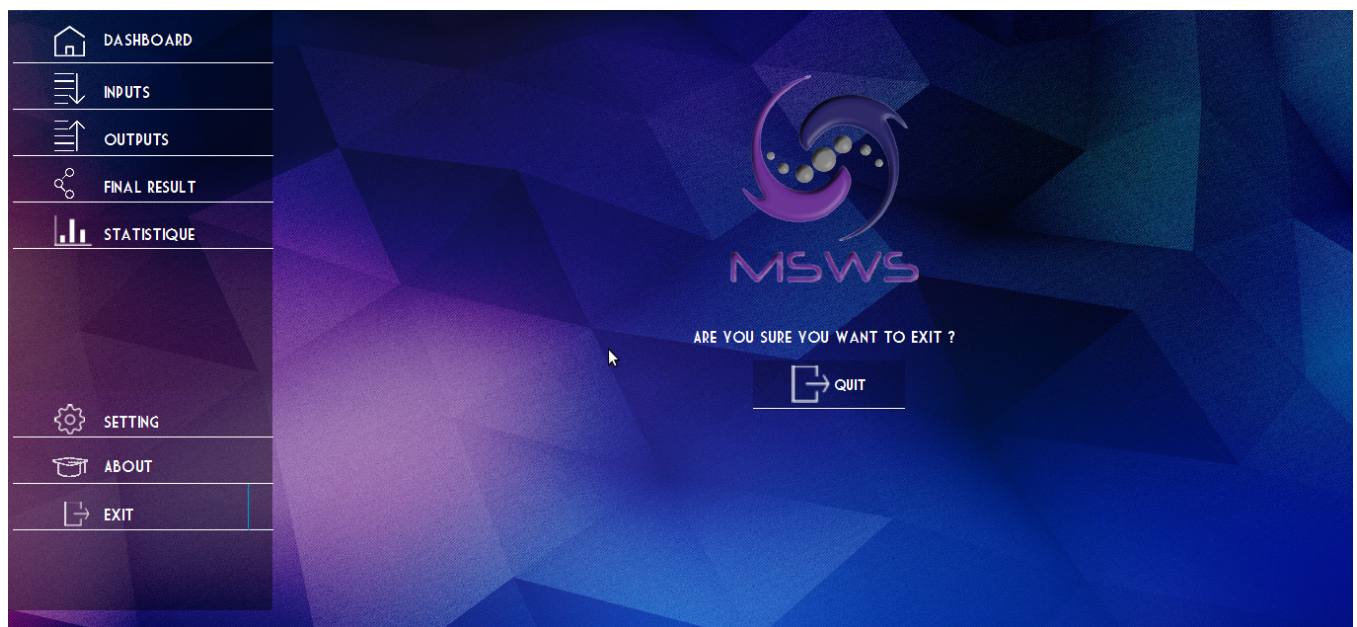 DASHBOARD
INPUTS
OUTPUTS
FINAL RESULT
STATISTIQUE
SETTING
ABOUT
EXIT
MSWS
ARE YOU SURE YOU WANT TO EXIT ?
QUIT